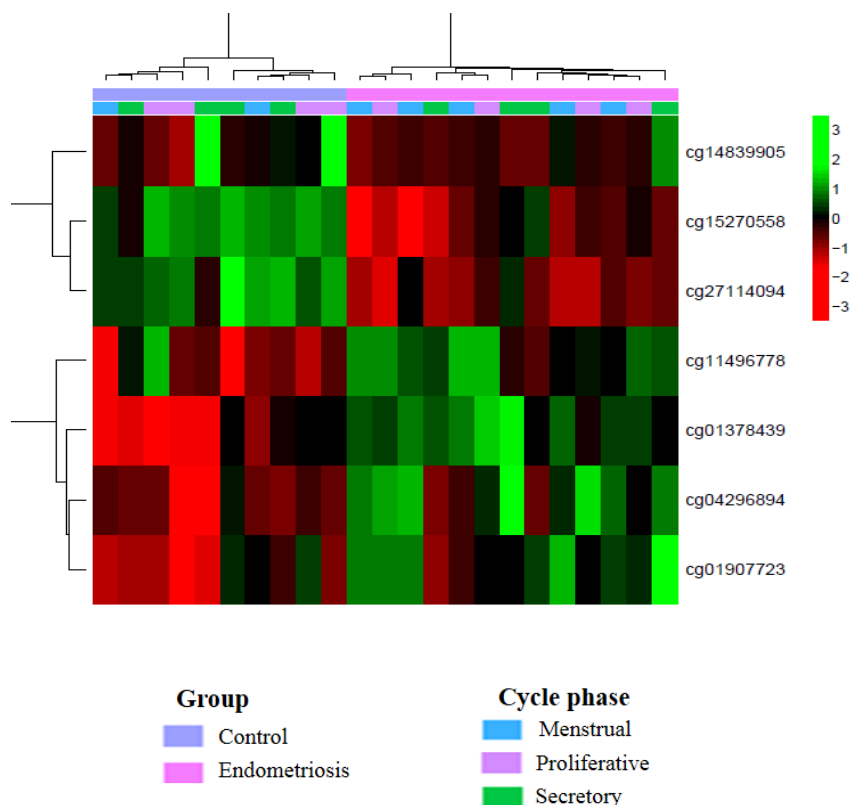 cg14839905
cg15270558
cg27114094
cg11496778
cg01378439
cg04296894
cg01907723
3
2
1
0
−1
−2
−3
Group
Control
Endometriosis
Cycle phase
Menstrual
Proliferative
Secretory